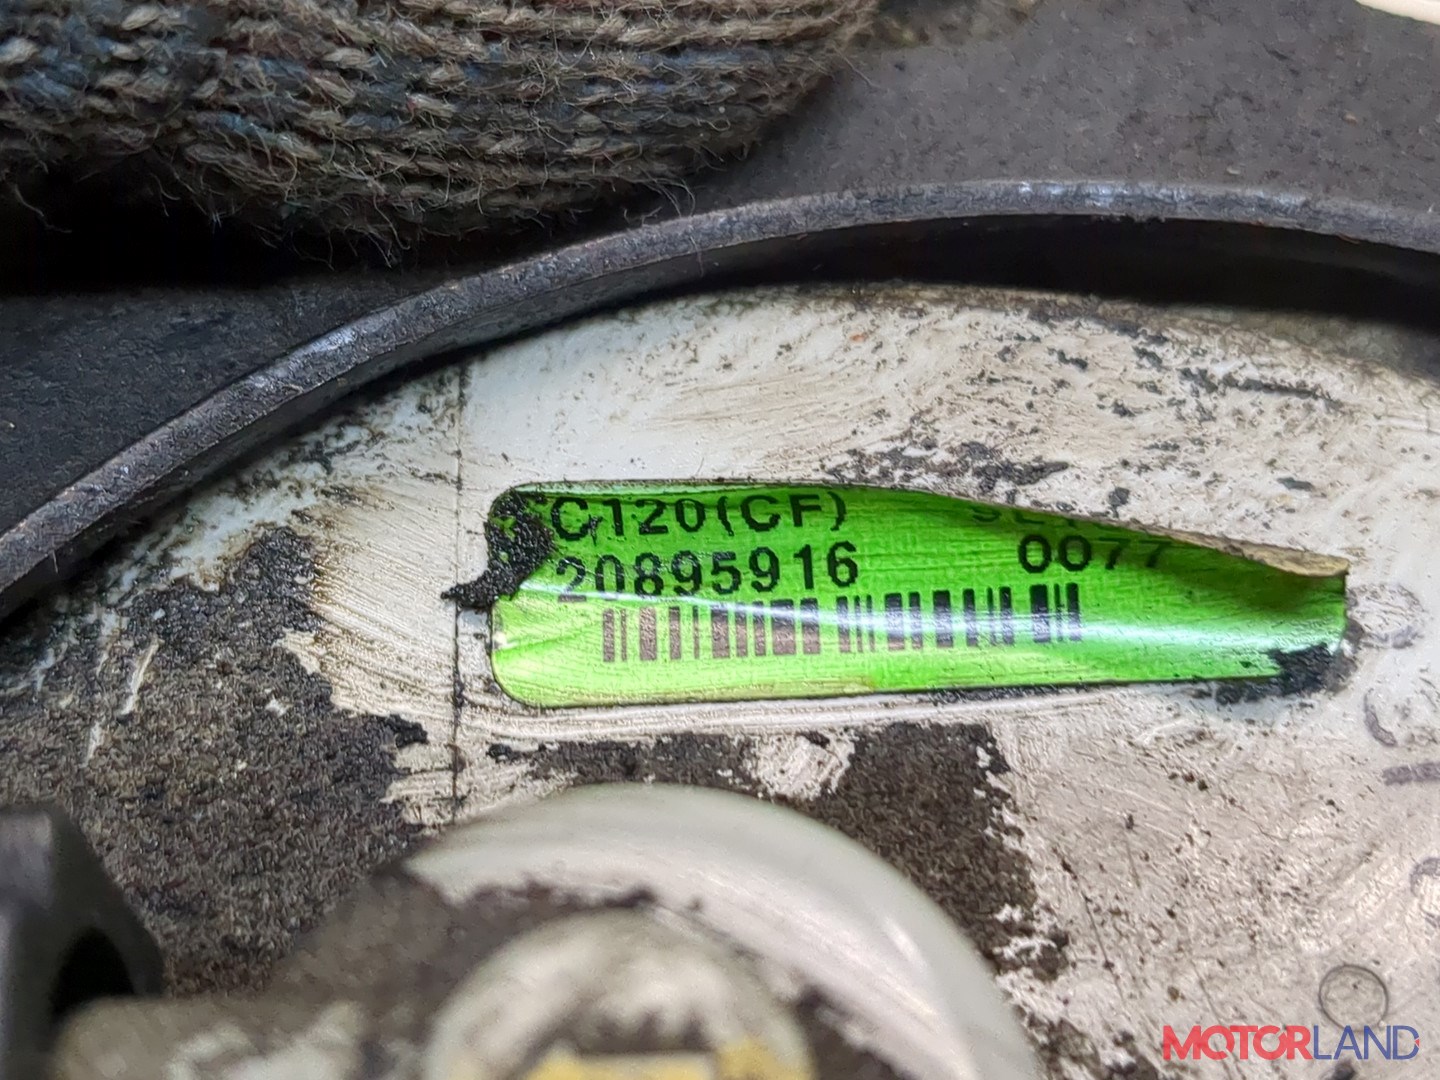 C120(CF)
20895916 0077
MOTORLAND